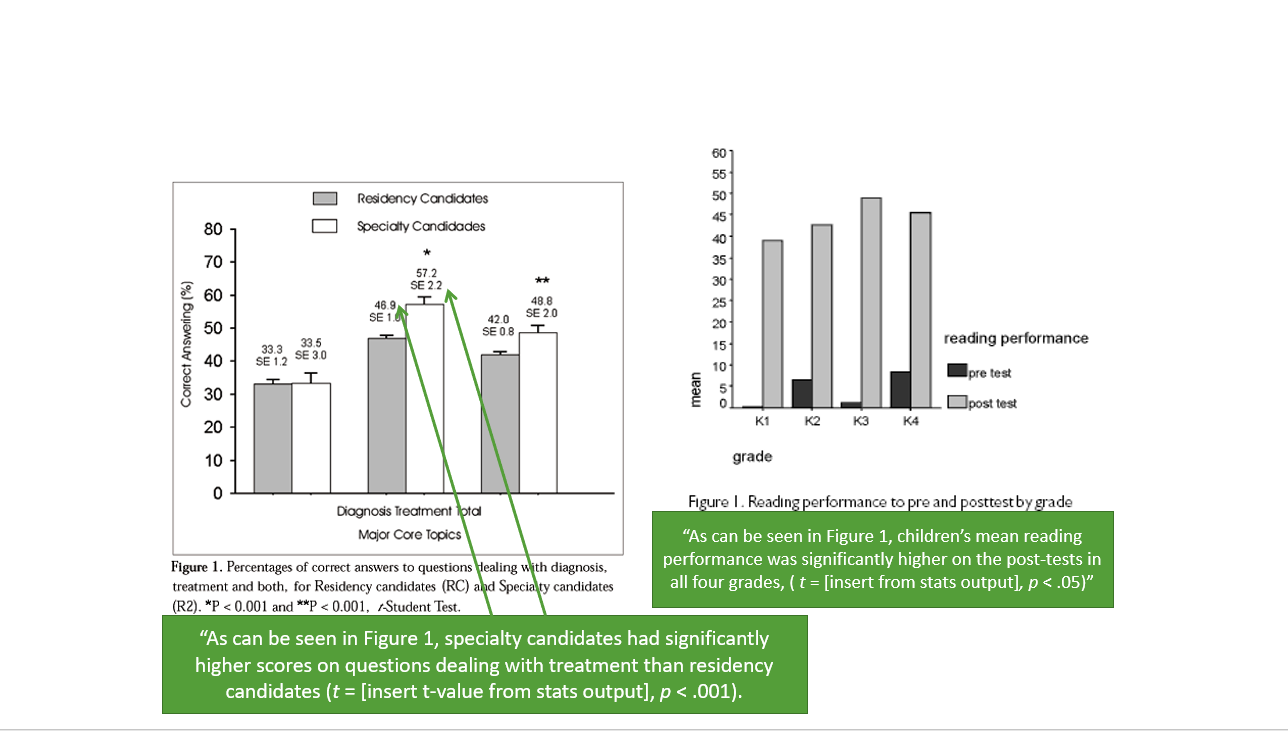 Residency Candidates
Specialty Candidades
80
70
60
50
40
30
20
10
0
Correct Answering (%)
33.3
SE 1.2
33.5
SE 3.0
46.9
SE 1.
*
57.2
SE 2.2
42.0
SE 0.8
**
48.8
SE 2.0
Diagnosis Treatment Total
Major Core Topics
Figure 1. Percentages of correct answers to questions dealing with diagnosis,
treatment and both, for Residency candidates (RC) and Specialty candidates
(R2). *P < 0.001 and **P < 0.001, t-Student Test.
“As can be seen in Figure 1, specialty candidates had significantly
higher scores on questions dealing with treatment than residency
candidates (t = [insert t-value from stats output], p < .001).
60
55
50
45
40
35
30
25
20
15
10
5
0
mean
K1
K2
K3
K4
grade
reading performance
pre test
post test
Figure 1. Reading performance to pre and posttest by grade
“As can be seen in Figure 1, children’s mean reading
performance was significantly higher on the post-tests in
all four grades, ( t = [insert from stats output], p < .05)”